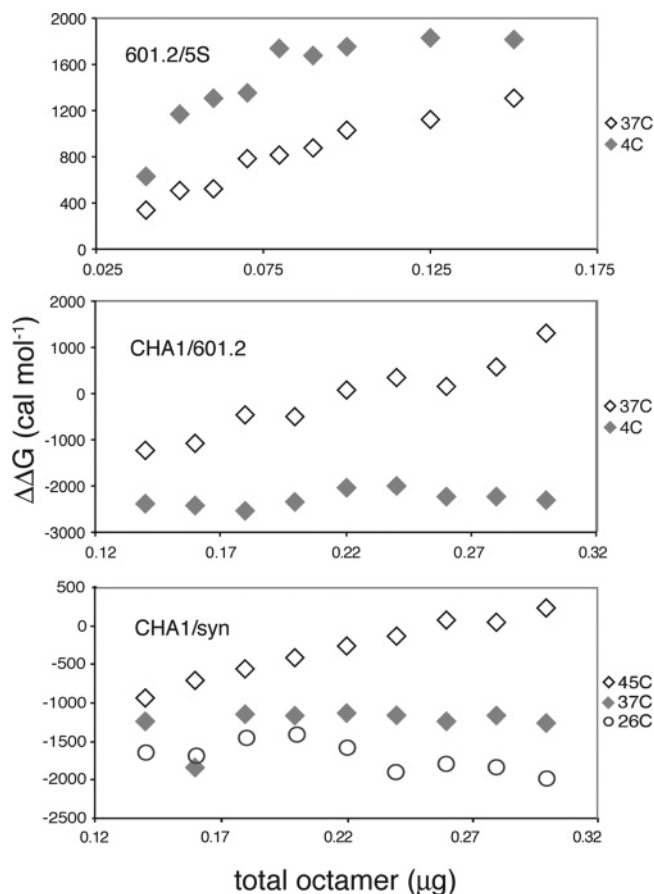 2000
1600
1200
800
400
0
601.2/5S
0.025
0.075
0.125
0.175
37C
4C
2000
1000
0
-1000
-2000
-3000
CHA1/601.2
0.12
0.17
0.22
0.27
0.32
37C
4C
ΔΔG (cal mol⁻¹)
500
0
-500
-1000
-1500
-2000
-2500
CHA1/syn
0.12
0.17
0.22
0.27
0.32
45C
37C
26C
total octamer (μg)